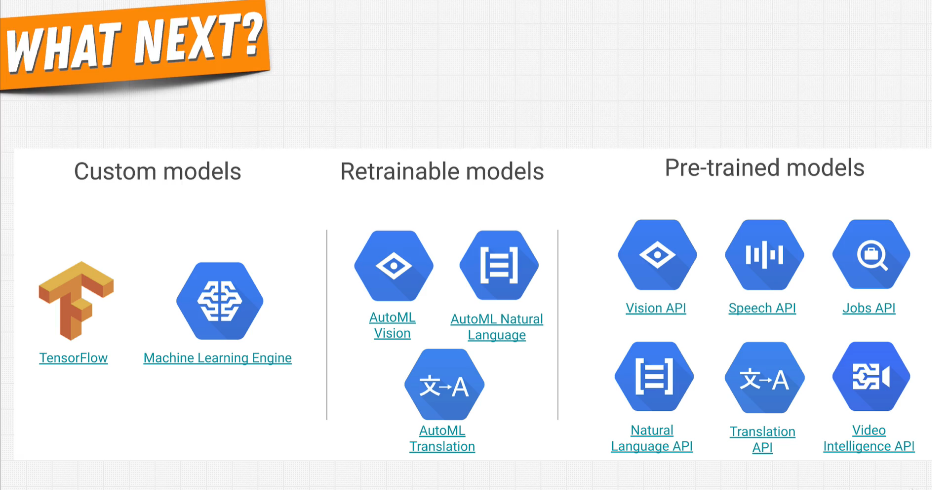 WHAT NEXT?
Custom models
TensorFlow
Machine Learning Engine
Retrainable models
AutoML
Vision
AutoML Natural
Language
文→A
AutoML
Translation
Pre-trained models
Vision API
Speech API
Jobs API
Natural
Language API
文→A
Translation
API
Video
Intelligence API